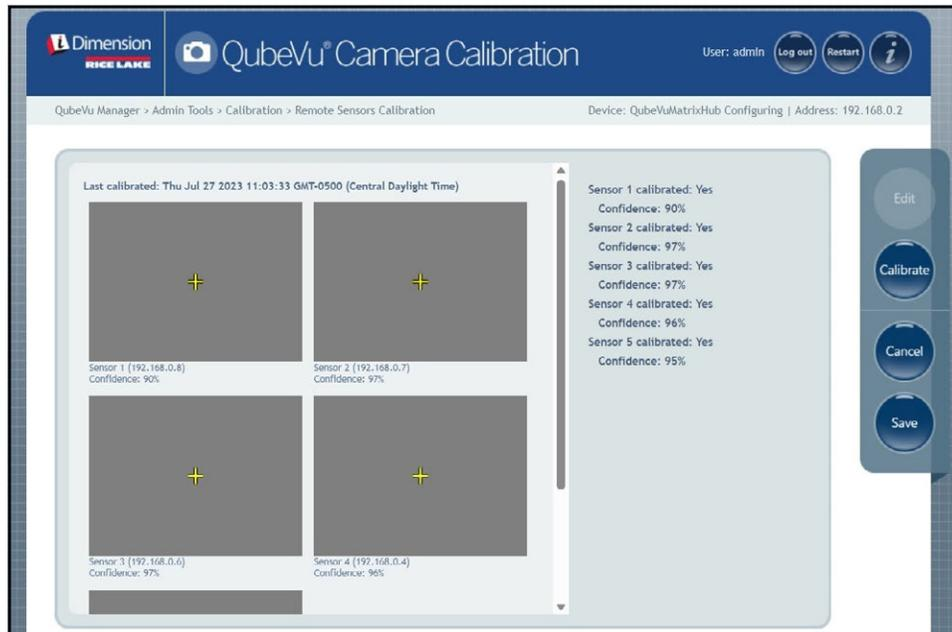 iDimension
RICE LAKE
QubeVu® Camera Calibration
User: admin
Log out
Restart
i
QubeVu Manager > Admin Tools > Calibration > Remote Sensors Calibration
Device: QubeVuMatrixHub Configuring | Address: 192.168.0.2
Last calibrated: Thu Jul 27 2023 11:03:33 GMT-0500 (Central Daylight Time)
Sensor 1 (192.168.0.8)
Confidence: 90%
Sensor 2 (192.168.0.7)
Confidence: 97%
Sensor 3 (192.168.0.6)
Confidence: 97%
Sensor 4 (192.168.0.4)
Confidence: 96%
Sensor 1 calibrated: Yes
Confidence: 90%
Sensor 2 calibrated: Yes
Confidence: 97%
Sensor 3 calibrated: Yes
Confidence: 97%
Sensor 4 calibrated: Yes
Confidence: 96%
Sensor 5 calibrated: Yes
Confidence: 95%
Edit
Calibrate
Cancel
Save